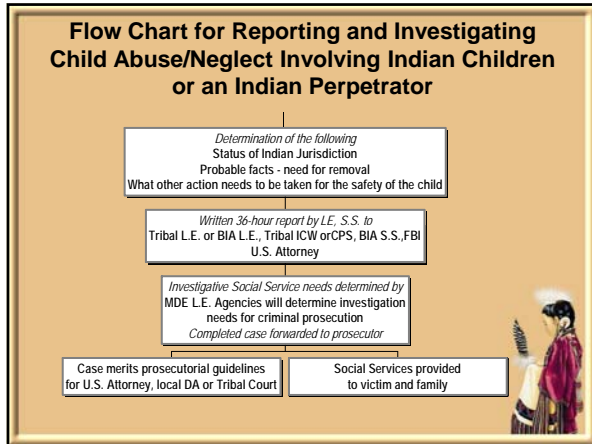 Flow Chart for Reporting and Investigating
Child Abuse/Neglect Involving Indian Children
or an Indian Perpetrator
Determination of the following
Status of Indian Jurisdiction
Probable facts - need for removal
What other action needs to be taken for the safety of the child
Written 36-hour report by LE, S.S. to
Tribal L.E. or BIA L.E., Tribal ICW orCPS, BIA S.S.,FBI
U.S. Attorney
Investigative Social Service needs determined by
MDE L.E. Agencies will determine investigation
needs for criminal prosecution
Completed case forwarded to prosecutor
Case merits prosecutorial guidelines
for U.S. Attorney, local DA or Tribal Court
Social Services provided
to victim and family